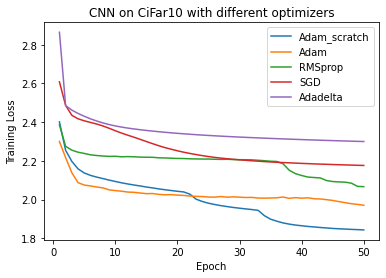 CNN on CiFar10 with different optimizers
Adam_scratch
Adam
RMSprop
SGD
Adadelta
Training Loss
2.8
2.6
2.4
2.2
2.0
1.8
0
10
20
30
40
50
Epoch